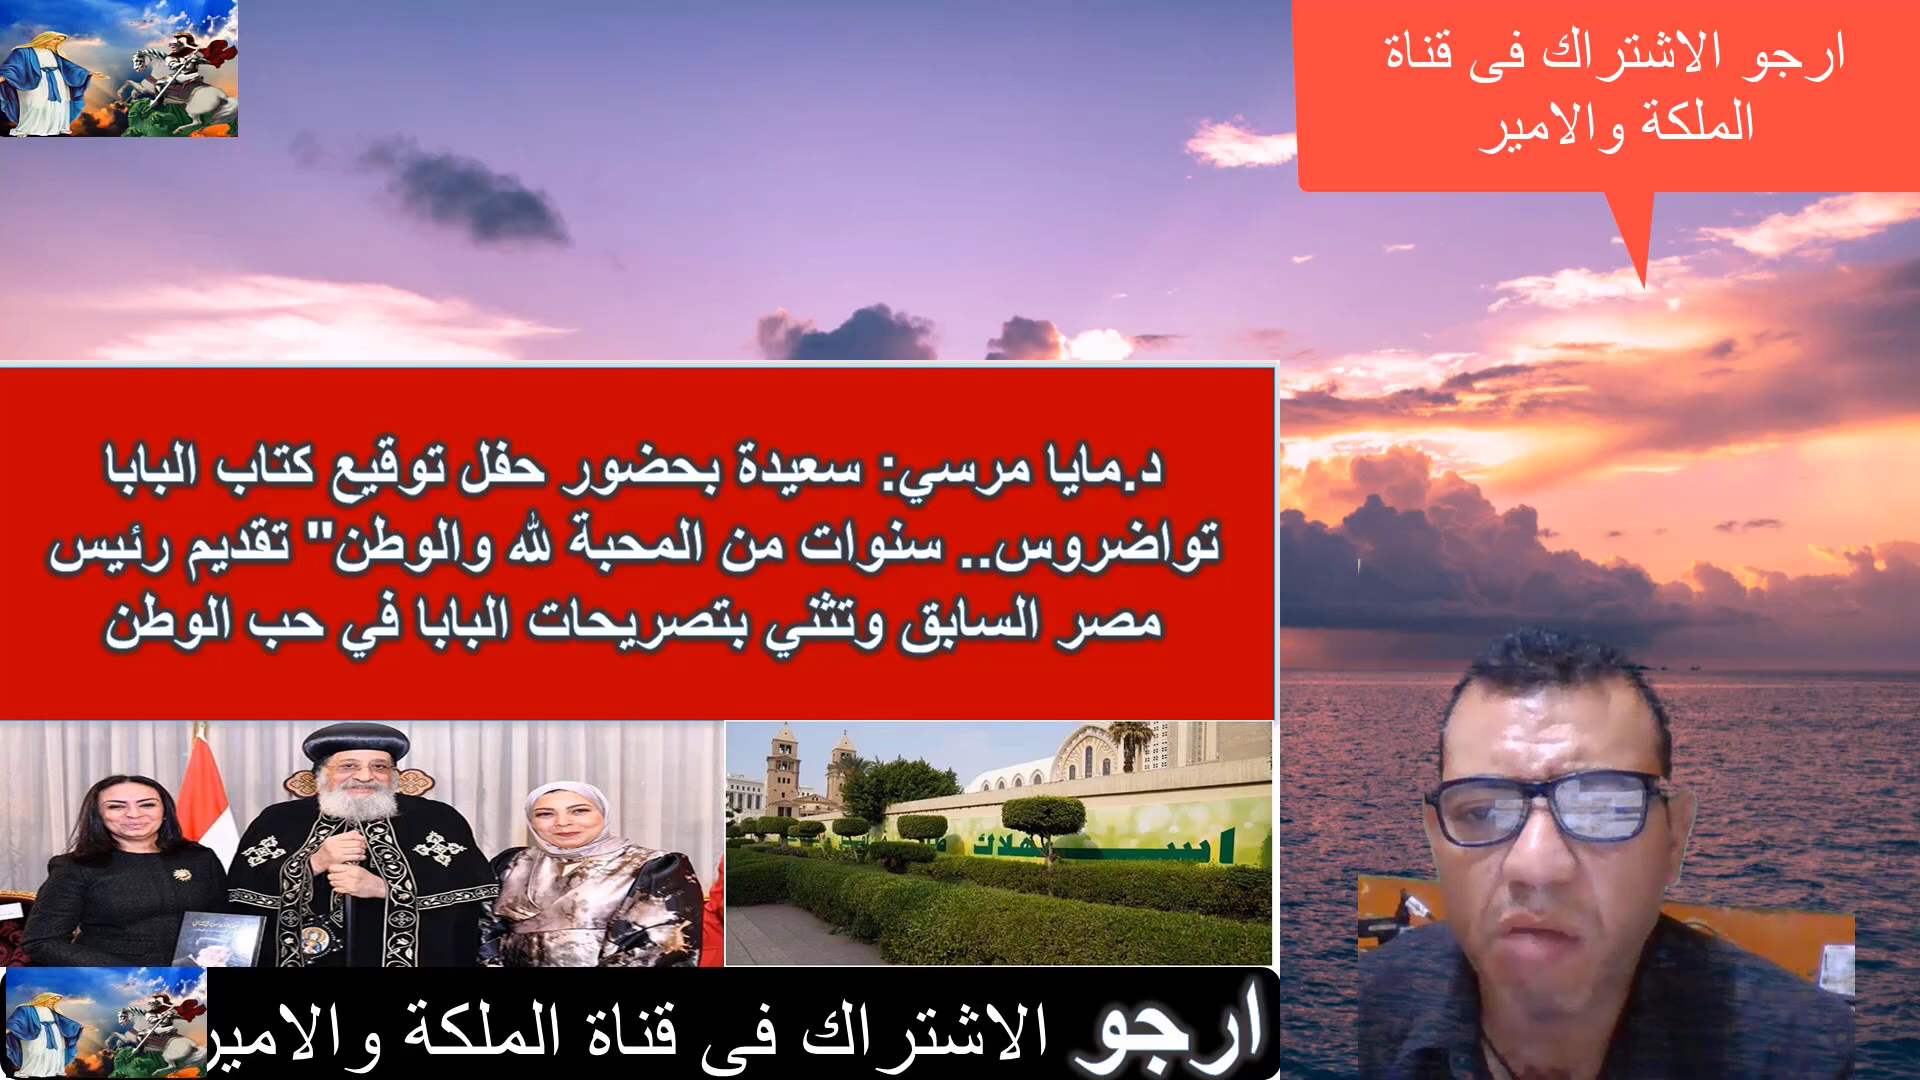 ارجو الاشتراك فى قناة
الملكة والامير
د.مايا مرسي: سعيدة بحضور حفل توقيع كتاب البابا
تواضروس.. سنوات من المحبة لله والوطن" تقديم رئيس
مصر السابق وتثني بتصريحات البابا في حب الوطن
ارجو الاشتراك فى قناة الملكة والامير